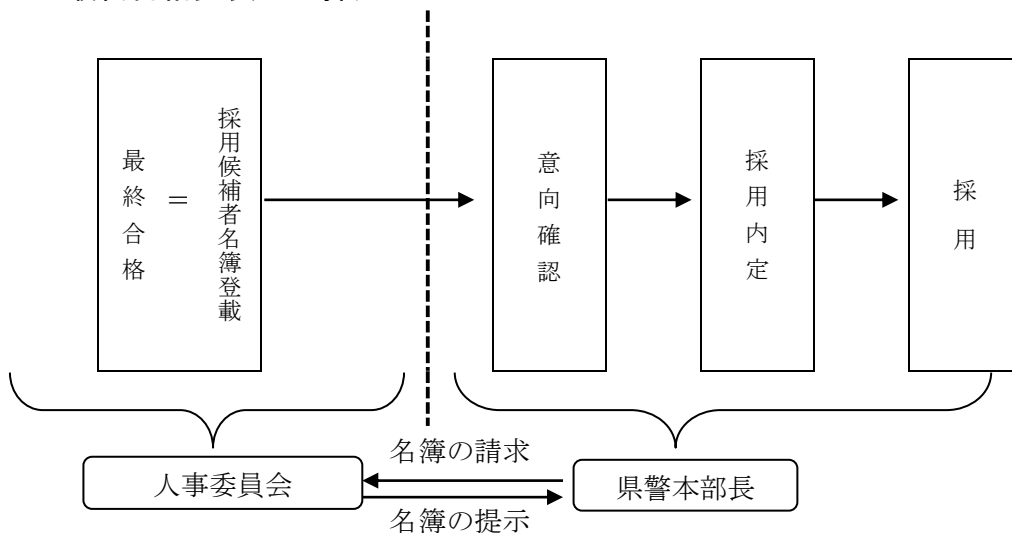 最終合格
＝
採用候補者名簿登載
意向確認
採用内定
採用
名簿の請求
人事委員会
県警本部長
名簿の提示